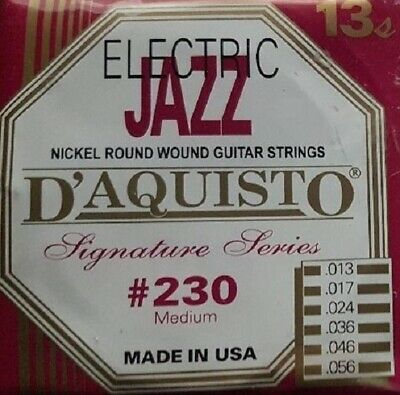 13s
ELECTRIC
JAZZ
NICKEL ROUND WOUND GUITAR STRINGS
D'AQUISTO®
Signature Series
#230
Medium
MADE IN USA
.013
.017
.024
.036
.046
.056